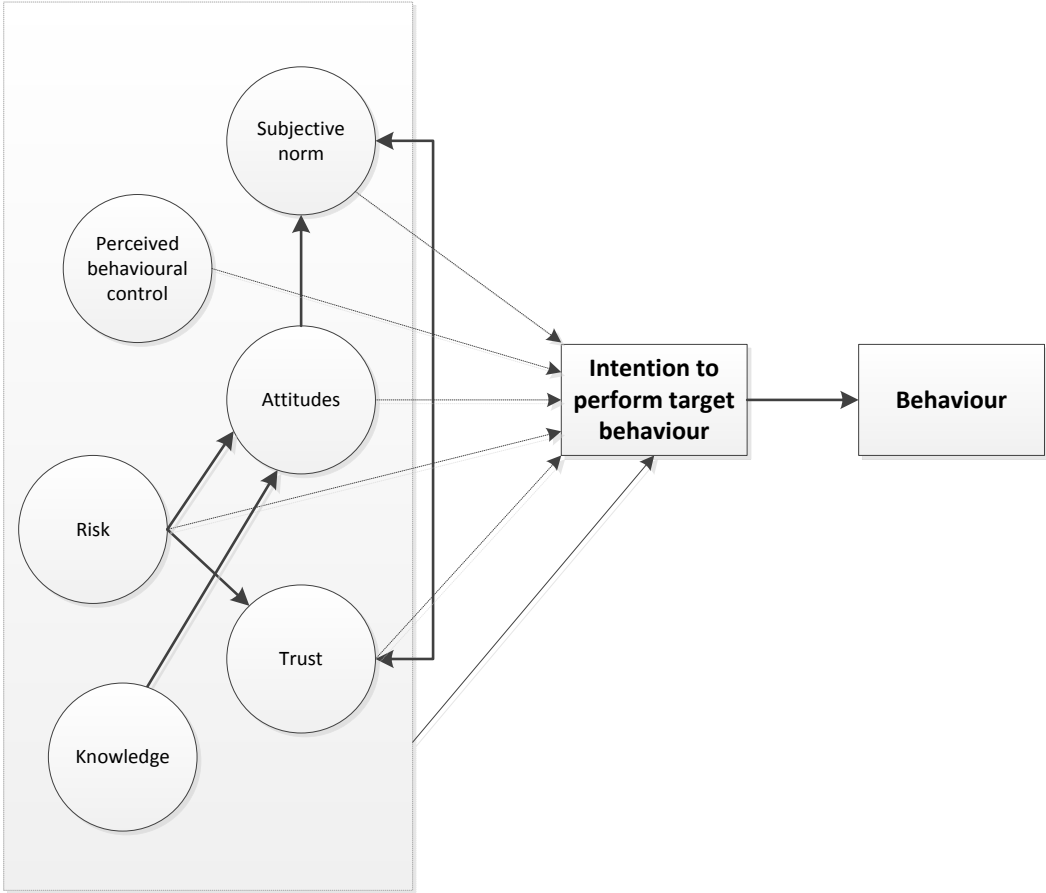 Subjective
norm
Perceived
behavioural
control
Attitudes
Intention to
perform target
behaviour
Behaviour
Risk
Trust
Knowledge